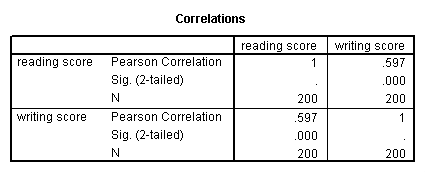 Correlations
reading score writing score
reading score Pearson Correlation 1 .597
Sig. (2-tailed) . .000
N 200 200
writing score Pearson Correlation .597 1
Sig. (2-tailed) .000 .
N 200 200